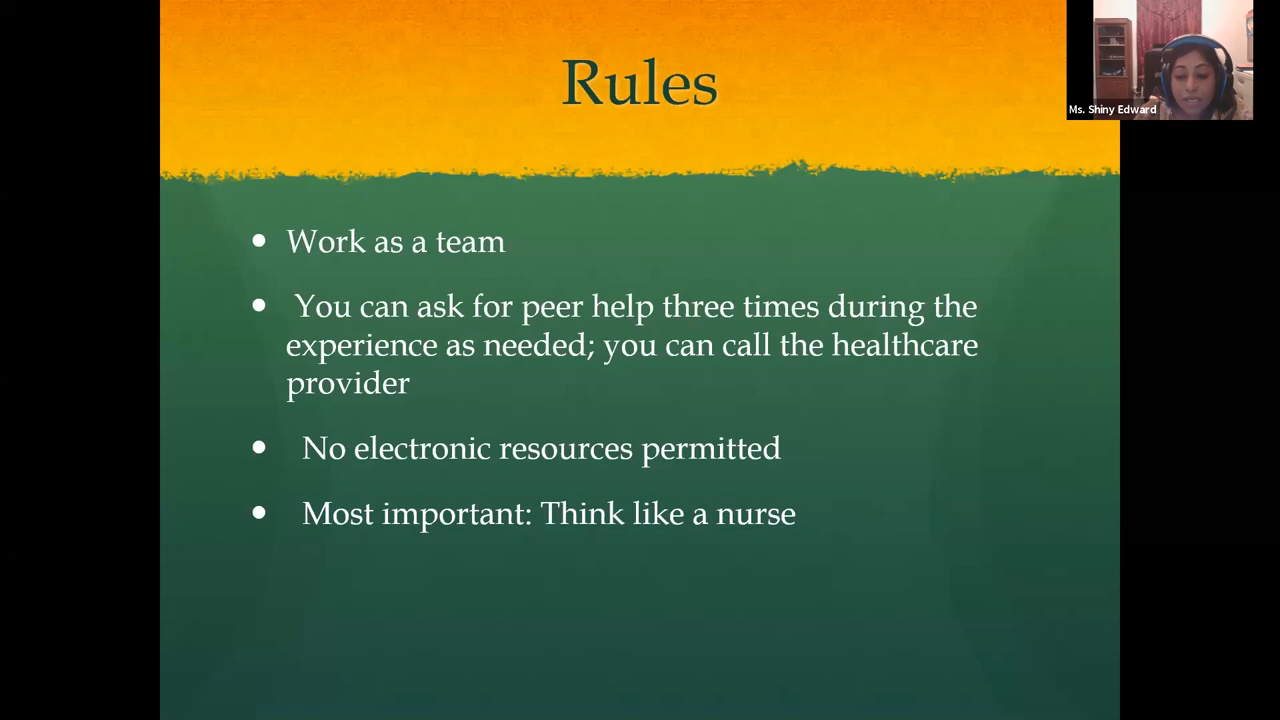 Rules
Ms. Shiny Edward
• Work as a team
• You can ask for peer help three times during the
experience as needed; you can call the healthcare
provider
• No electronic resources permitted
• Most important: Think like a nurse